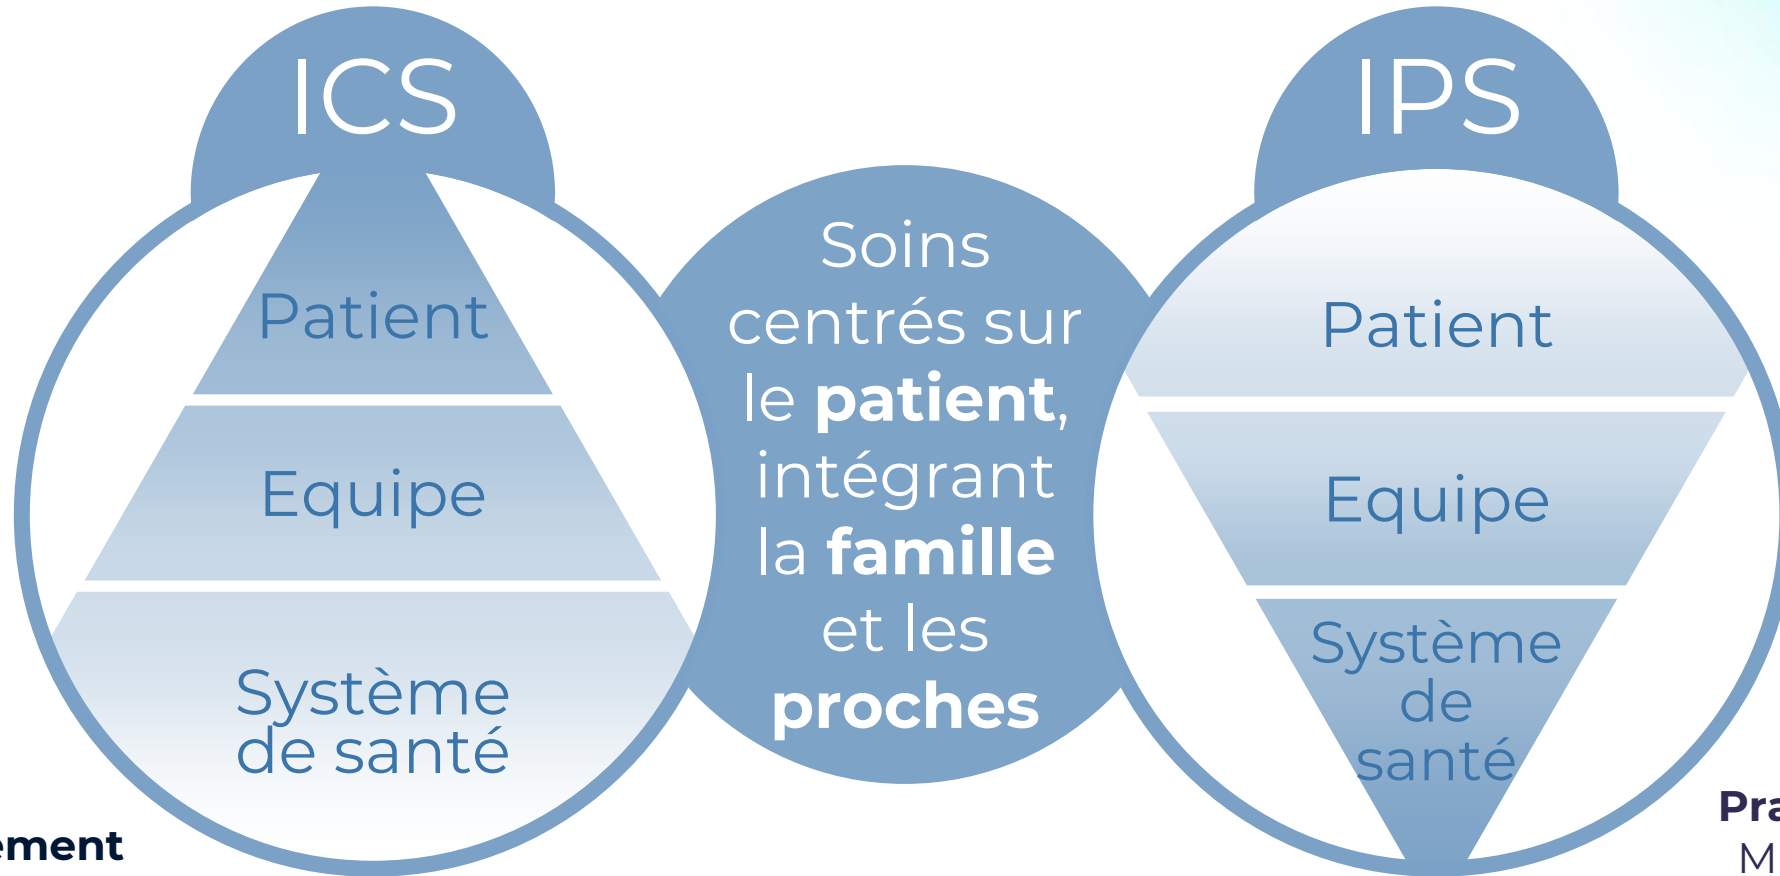 ICS
Patient
Equipe
Système
de santé
Soins
centrés sur
le patient,
intégrant
la famille
et les
proches
IPS
Patient
Equipe
Système
de
santé